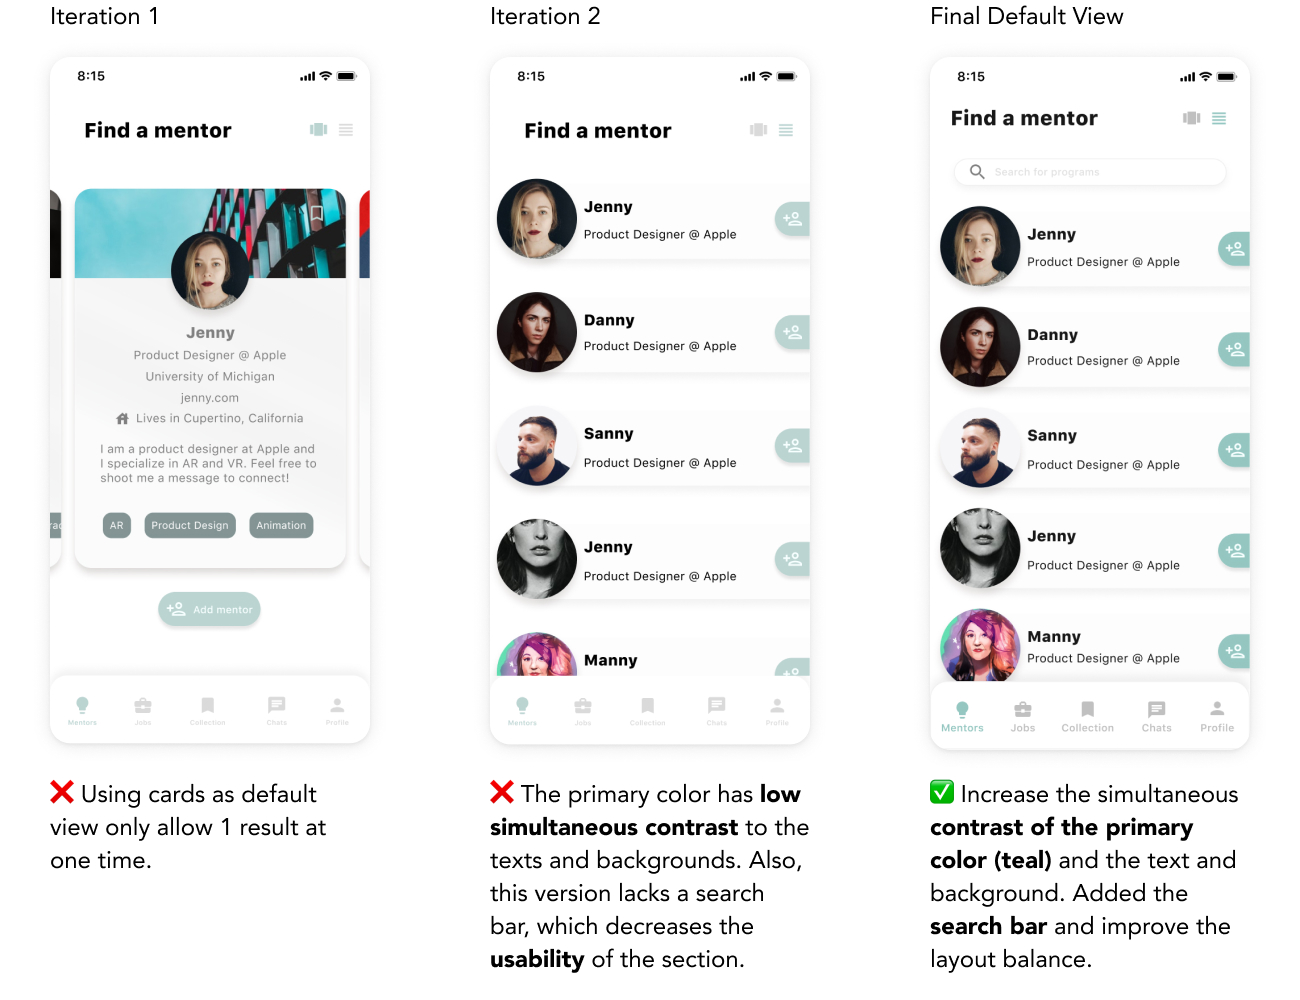 Iteration 1
8:15
Find a mentor
Jenny
Product Designer @ Apple
University of Michigan
jenny.com
Lives in Cupertino, California
I am a product designer at Apple and
I specialize in AR and VR. Feel free to
shoot me a message to connect!
AR
Product Design
Animation
Add mentor
Mentors
Jobs
Collection
Chats
Profile
❌ Using cards as default
view only allow 1 result at
one time.
Iteration 2
8:15
Find a mentor
Jenny
Product Designer @ Apple
Danny
Product Designer @ Apple
Sanny
Product Designer @ Apple
Jenny
Product Designer @ Apple
Manny
Mentors
Jobs
Collection
Chats
Profile
❌ The primary color has low
simultaneous contrast to the
texts and backgrounds. Also,
this version lacks a search
bar, which decreases the
usability of the section.
Final Default View
8:15
Find a mentor
Search for programs
Jenny
Product Designer @ Apple
Danny
Product Designer @ Apple
Sanny
Product Designer @ Apple
Jenny
Product Designer @ Apple
Manny
Product Designer @ Apple
Mentors
Jobs
Collection
Chats
Profile
✅ Increase the simultaneous
contrast of the primary
color (teal) and the text and
background. Added the
search bar and improve the
layout balance.